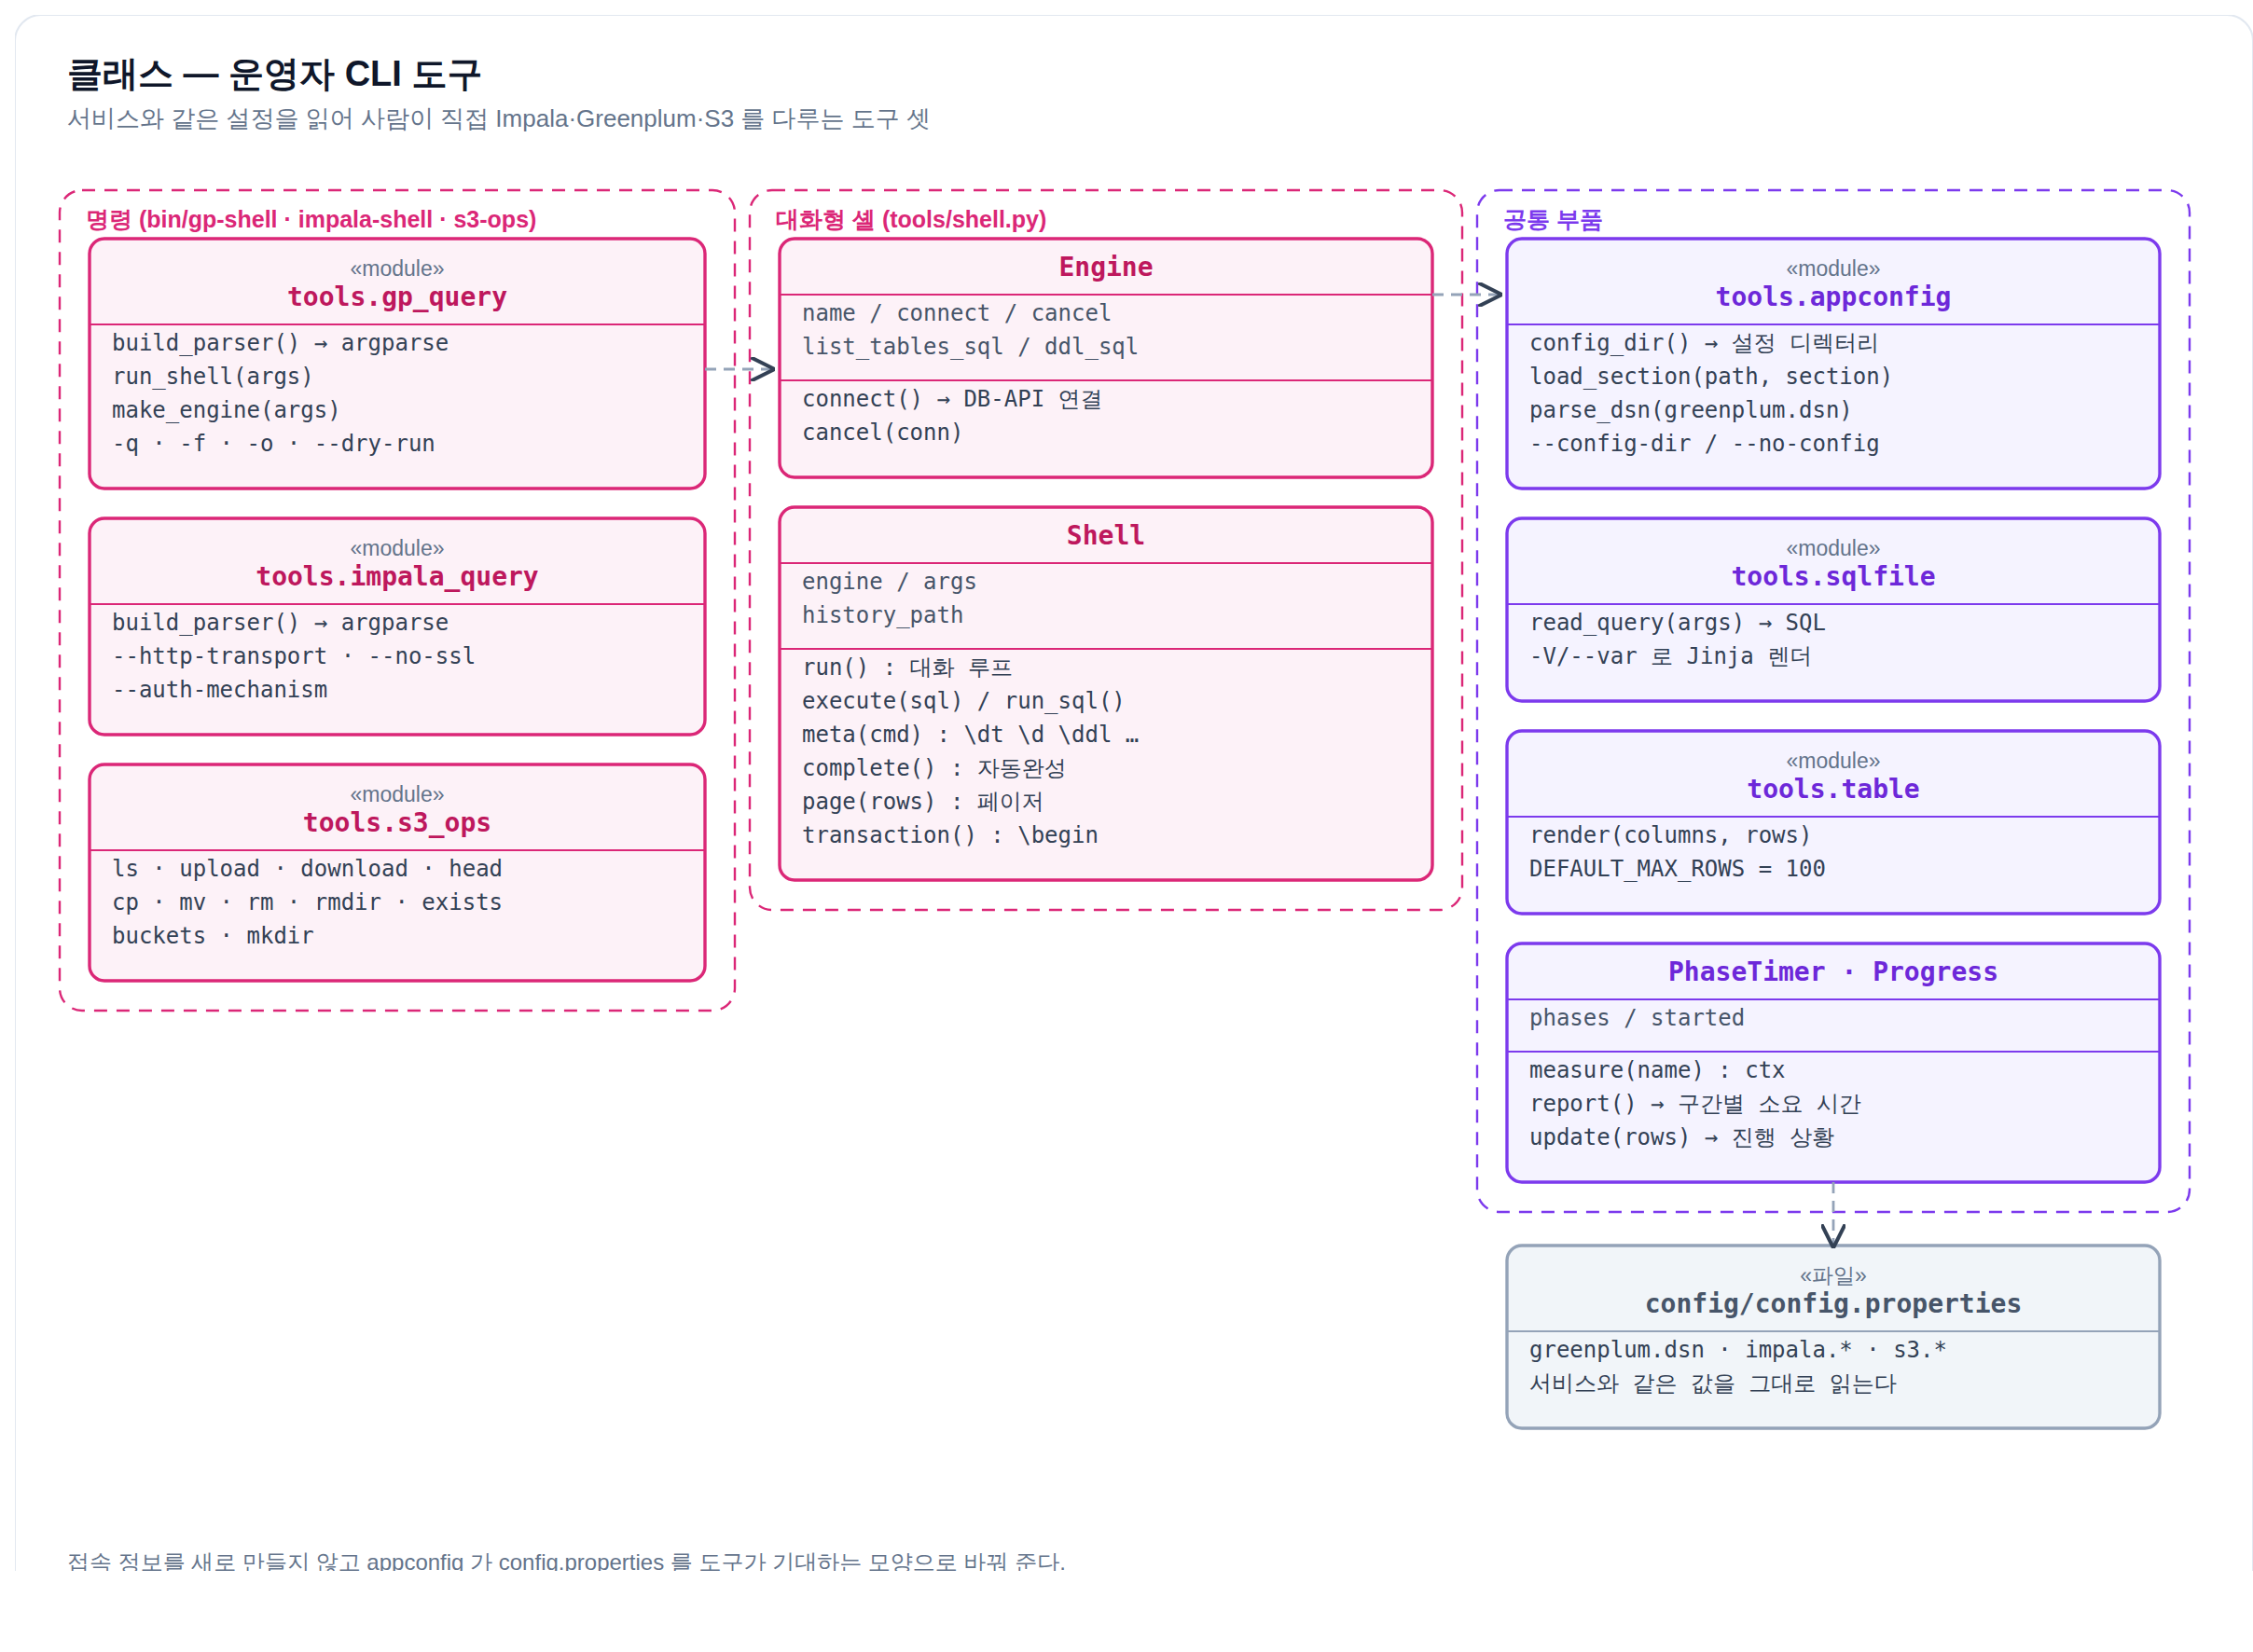 클래스 — 운영자 CLI 도구
서비스와 같은 설정을 읽어 사람이 직접 Impala·Greenplum·S3 를 다루는 도구 셋
명령 (bin/gp-shell · impala-shell · s3-ops)
«module»
tools.gp_query
build_parser() → argparse
run_shell(args)
make_engine(args)
-q · -f · -o · --dry-run
«module»
tools.impala_query
build_parser() → argparse
--http-transport · --no-ssl
--auth-mechanism
«module»
tools.s3_ops
ls · upload · download · head
cp · mv · rm · rmdir · exists
buckets · mkdir
대화형 셸 (tools/shell.py)
Engine
name / connect / cancel
list_tables_sql / ddl_sql
connect() → DB-API 연결
cancel(conn)
Shell
engine / args
history_path
run() : 대화 루프
execute(sql) / run_sql()
meta(cmd) : \dt \d \ddl …
complete() : 자동완성
page(rows) : 페이저
transaction() : \begin
공통 부품
«module»
tools.appconfig
config_dir() → 설정 디렉터리
load_section(path, section)
parse_dsn(greenplum.dsn)
--config-dir / --no-config
«module»
tools.sqlfile
read_query(args) → SQL
-V/--var 로 Jinja 렌더
«module»
tools.table
render(columns, rows)
DEFAULT_MAX_ROWS = 100
PhaseTimer · Progress
phases / started
measure(name) : ctx
report() → 구간별 소요 시간
update(rows) → 진행 상황
«파일»
config/config.properties
greenplum.dsn · impala.* · s3.*
서비스와 같은 값을 그대로 읽는다
접속 정보를 새로 만들지 않고 appconfig 가 config.properties 를 도구가 기대하는 모양으로 바꿔 준다.